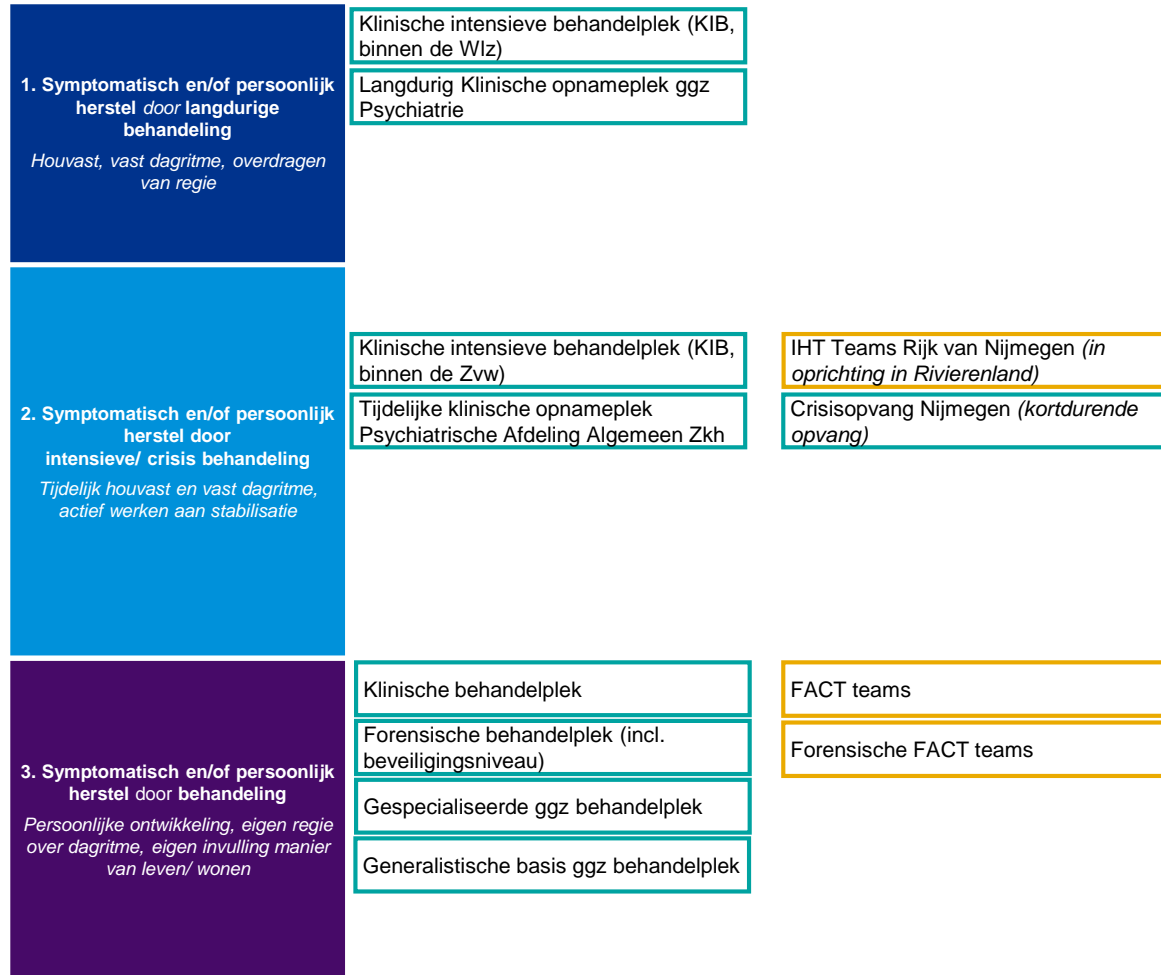 1. Symptomatisch en/of persoonlijk
herstel door langdurige
behandeling
Houvast, vast dagritme, overdragen
van regie
Klinische intensieve behandelplek (KIB,
binnen de Wlz)
Langdurig Klinische opnameplek ggz
Psychiatrie
2. Symptomatisch en/of persoonlijk
herstel door
intensieve/ crisis behandeling
Tijdelijk houvast en vast dagritme,
actief werken aan stabilisatie
Klinische intensieve behandelplek (KIB,
binnen de Zvw)
Tijdelijke klinische opnameplek
Psychiatrische Afdeling Algemeen Zkh
IHT Teams Rijk van Nijmegen (in
oprichting in Rivierenland)
Crisisopvang Nijmegen (kortdurende
opvang)
3. Symptomatisch en/of persoonlijk
herstel door behandeling
Persoonlijke ontwikkeling, eigen regie
over dagritme, eigen invulling manier
van leven/ wonen
Klinische behandelplek
Forensische behandelplek (incl.
beveiligingsniveau)
Gespecialiseerde ggz behandelplek
Generalistische basis ggz behandelplek
FACT teams
Forensische FACT teams